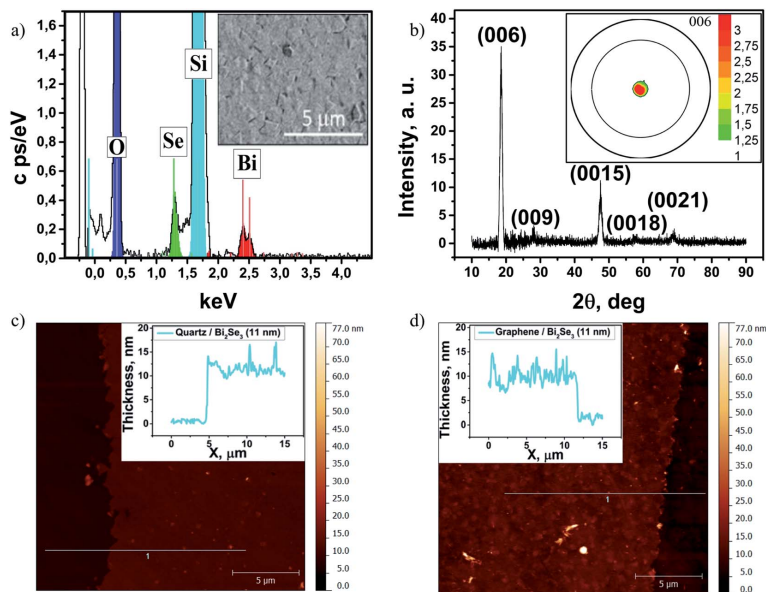 a)
1,6
1,4
1,2
1,0
0,8
0,6
0,4
0,2
0,0
c ps/eV
O
Se
Si
Bi
5 μm
0,0 0,5 1,0 1,5 2,0 2,5 3,0 3,5 4,0
keV
b)
40
35
30
25
20
15
10
5
0
Intensity, a. u.
(006)
(009)
(0015)
(0018)
(0021)
006
3
2,75
2,5
2,25
2
1,75
1,5
1,25
1
10 20 30 40 50 60 70 80 90
2θ, deg
c)
Quartz / Bi₂Se₃ (11 nm)
20
15
10
5
0
Thickness, nm
0 5 10 15
X, μm
1
5 μm
77.0 nm
70.0
65.0
60.0
55.0
50.0
45.0
40.0
35.0
30.0
25.0
20.0
15.0
10.0
5.0
0.0
d)
Graphene / Bi₂Se₃ (11 nm)
20
15
10
5
0
Thickness, nm
0 5 10 15
X, μm
1
5 μm
77.0 nm
70.0
65.0
60.0
55.0
50.0
45.0
40.0
35.0
30.0
25.0
20.0
15.0
10.0
5.0
0.0